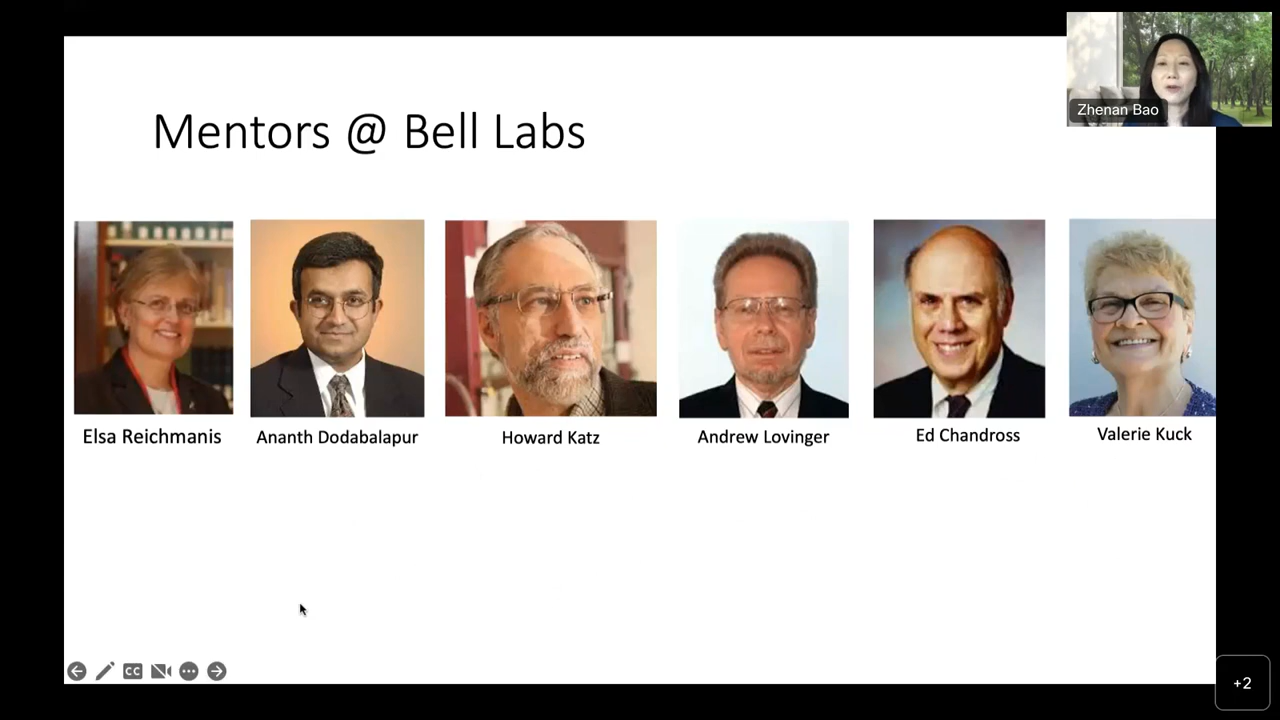 Zhenan Bao
Mentors @ Bell Labs
Elsa Reichmanis
Ananth Dodabalapur
Howard Katz
Andrew Lovinger
Ed Chandross
Valerie Kuck
CC
+2